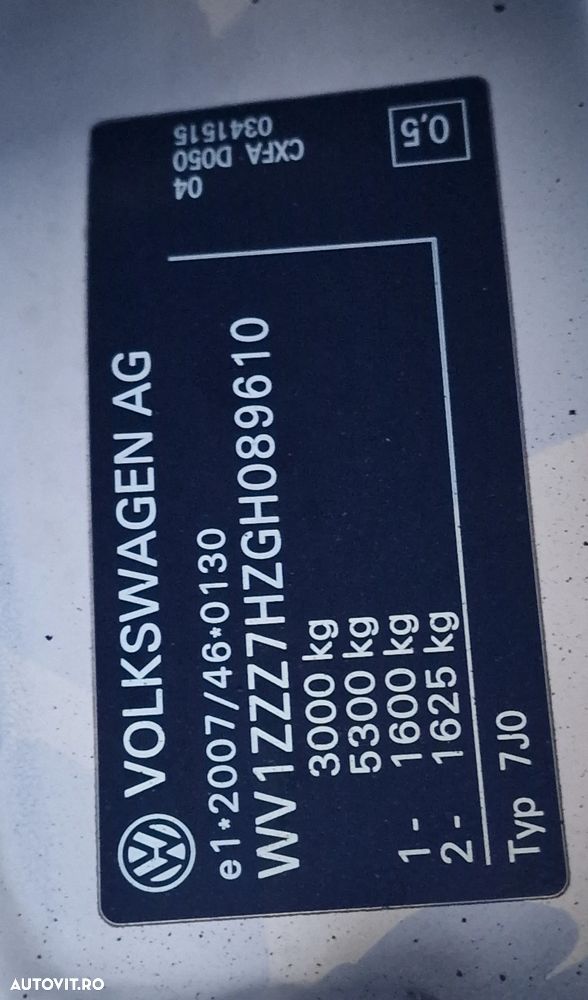 VOLKSWAGEN AG
e1*2007/46*0130
WV1ZZZ7HZGH089610
3000 kg
5300 kg
1- 1600 kg
2- 1625 kg
Typ 7J0
04
CXFA D050
0341515
0,5
AUTOVIT.RO